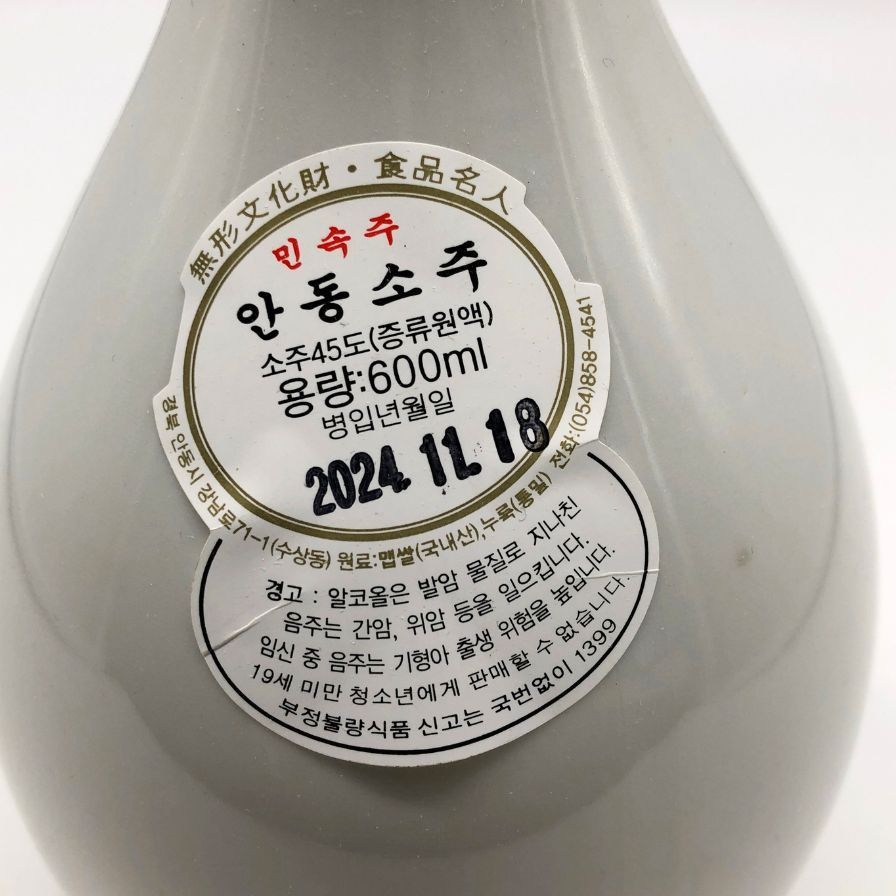 無形文化財・食品名人
민속주
안동소주
소주45도(증류원액)
용량:600ml
병입년월일
2024. 11. 18
경북 안동시 강남로71-1(수상동) 원료:멥쌀(국내산),누룩(통밀) 전화:(054)858-4541
경고 : 알코올은 발암 물질로 지나친
음주는 간암, 위암 등을 일으킵니다.
임신 중 음주는 기형아 출생 위험을 높입니다.
19세 미만 청소년에게 판매할 수 없습니다.
부정불량식품 신고는 국번없이 1399